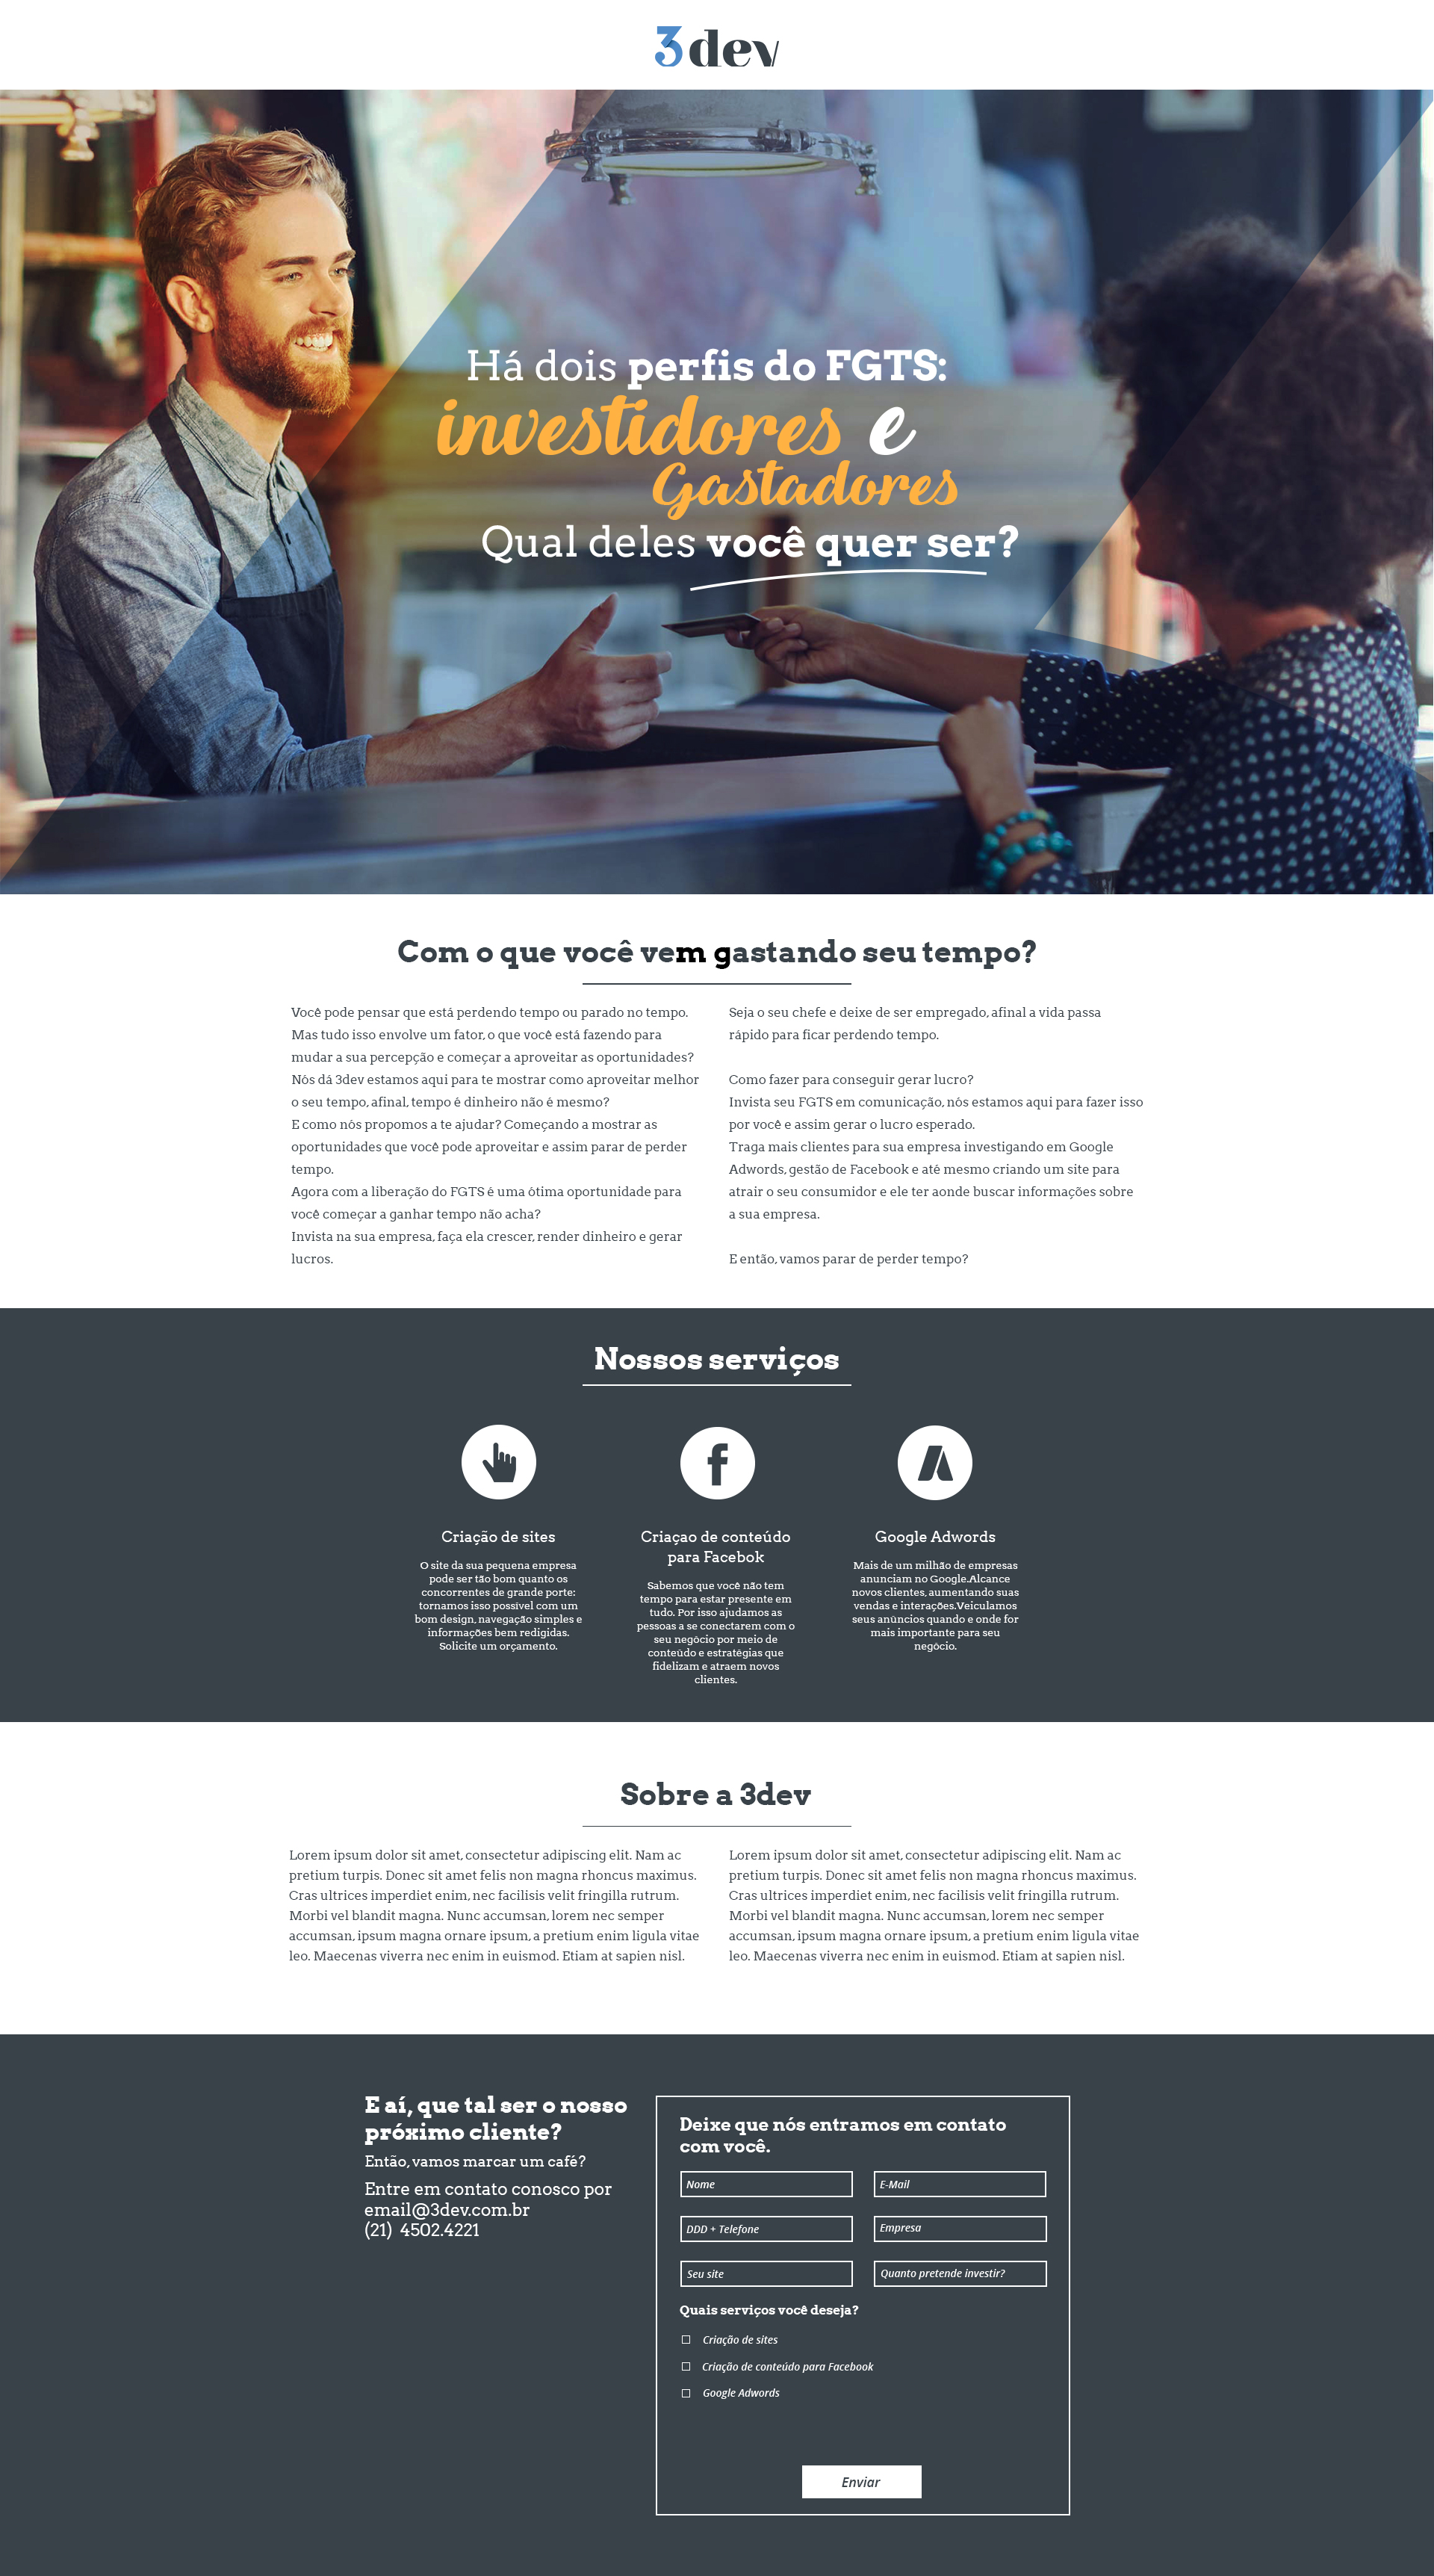 3dev
Há dois perfis do FGTS:
investidores e
Gastadores
Qual deles você quer ser?
Com o que você vem gastando seu tempo?
Você pode pensar que está perdendo tempo ou parado no tempo.
Mas tudo isso envolve um fator, o que você está fazendo para
mudar a sua percepção e começar a aproveitar as oportunidades?
Nós dá 3dev estamos aqui para te mostrar como aproveitar melhor
o seu tempo, afinal, tempo é dinheiro não é mesmo?
E como nós propomos a te ajudar? Começando a mostrar as
oportunidades que você pode aproveitar e assim parar de perder
tempo.
Agora com a liberação do FGTS é uma ótima oportunidade para
você começar a ganhar tempo não acha?
Invista na sua empresa, faça ela crescer, render dinheiro e gerar
lucros.
Seja o seu chefe e deixe de ser empregado, afinal a vida passa
rápido para ficar perdendo tempo.
Como fazer para conseguir gerar lucro?
Invista seu FGTS em comunicação, nós estamos aqui para fazer isso
por você e assim gerar o lucro esperado.
Traga mais clientes para sua empresa investigando em Google
Adwords, gestão de Facebook e até mesmo criando um site para
atrair o seu consumidor e ele ter aonde buscar informações sobre
a sua empresa.
E então, vamos parar de perder tempo?
Nossos serviços
Criação de sites
O site da sua pequena empresa
pode ser tão bom quanto os
concorrentes de grande porte:
tornamos isso possível com um
bom design, navegação simples e
informações bem redigidas.
Solicite um orçamento.
Criaçao de conteúdo
para Facebok
Sabemos que você não tem
tempo para estar presente em
tudo. Por isso ajudamos as
pessoas a se conectarem com o
seu negócio por meio de
conteúdo e estratégias que
fidelizam e atraem novos
clientes.
Google Adwords
Mais de um milhão de empresas
anunciam no Google.Alcance
novos clientes, aumentando suas
vendas e interações.Veiculamos
seus anúncios quando e onde for
mais importante para seu
negócio.
Sobre a 3dev
Lorem ipsum dolor sit amet, consectetur adipiscing elit. Nam ac
pretium turpis. Donec sit amet felis non magna rhoncus maximus.
Cras ultrices imperdiet enim, nec facilisis velit fringilla rutrum.
Morbi vel blandit magna. Nunc accumsan, lorem nec semper
accumsan, ipsum magna ornare ipsum, a pretium enim ligula vitae
leo. Maecenas viverra nec enim in euismod. Etiam at sapien nisl.
Lorem ipsum dolor sit amet, consectetur adipiscing elit. Nam ac
pretium turpis. Donec sit amet felis non magna rhoncus maximus.
Cras ultrices imperdiet enim, nec facilisis velit fringilla rutrum.
Morbi vel blandit magna. Nunc accumsan, lorem nec semper
accumsan, ipsum magna ornare ipsum, a pretium enim ligula vitae
leo. Maecenas viverra nec enim in euismod. Etiam at sapien nisl.
E aí, que tal ser o nosso
próximo cliente?
Então, vamos marcar um café?
Entre em contato conosco por
email@3dev.com.br
(21) 4502.4221
Deixe que nós entramos em contato
com você.
Nome
E-Mail
DDD + Telefone
Empresa
Seu site
Quanto pretende investir?
Quais serviços você deseja?
Criação de sites
Criação de conteúdo para Facebook
Google Adwords
Enviar